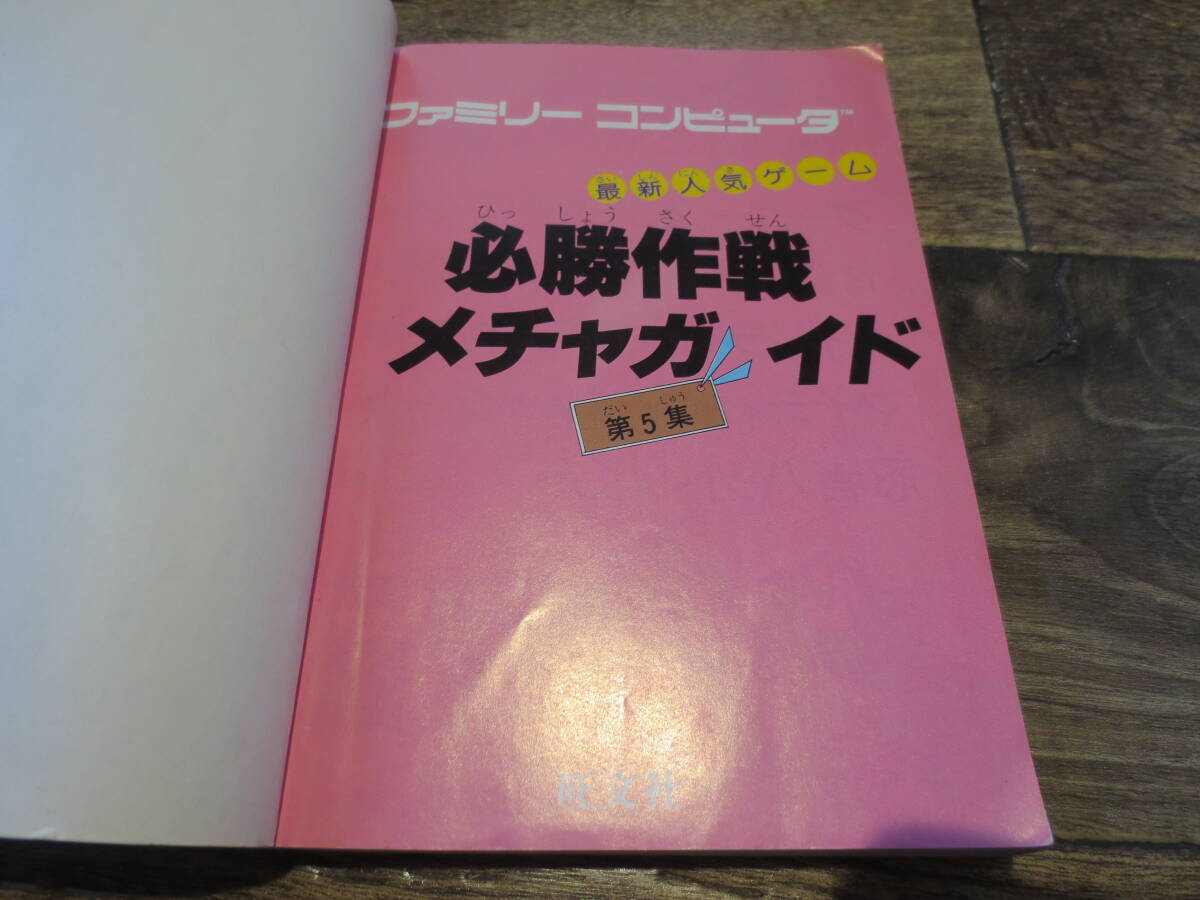 ファミリー コンピュータ™
さい しん にん き
最新人気ゲーム
ひっ しょう さく せん
必勝作戦
メチャガイド
だい しゅう
第5集
旺文社